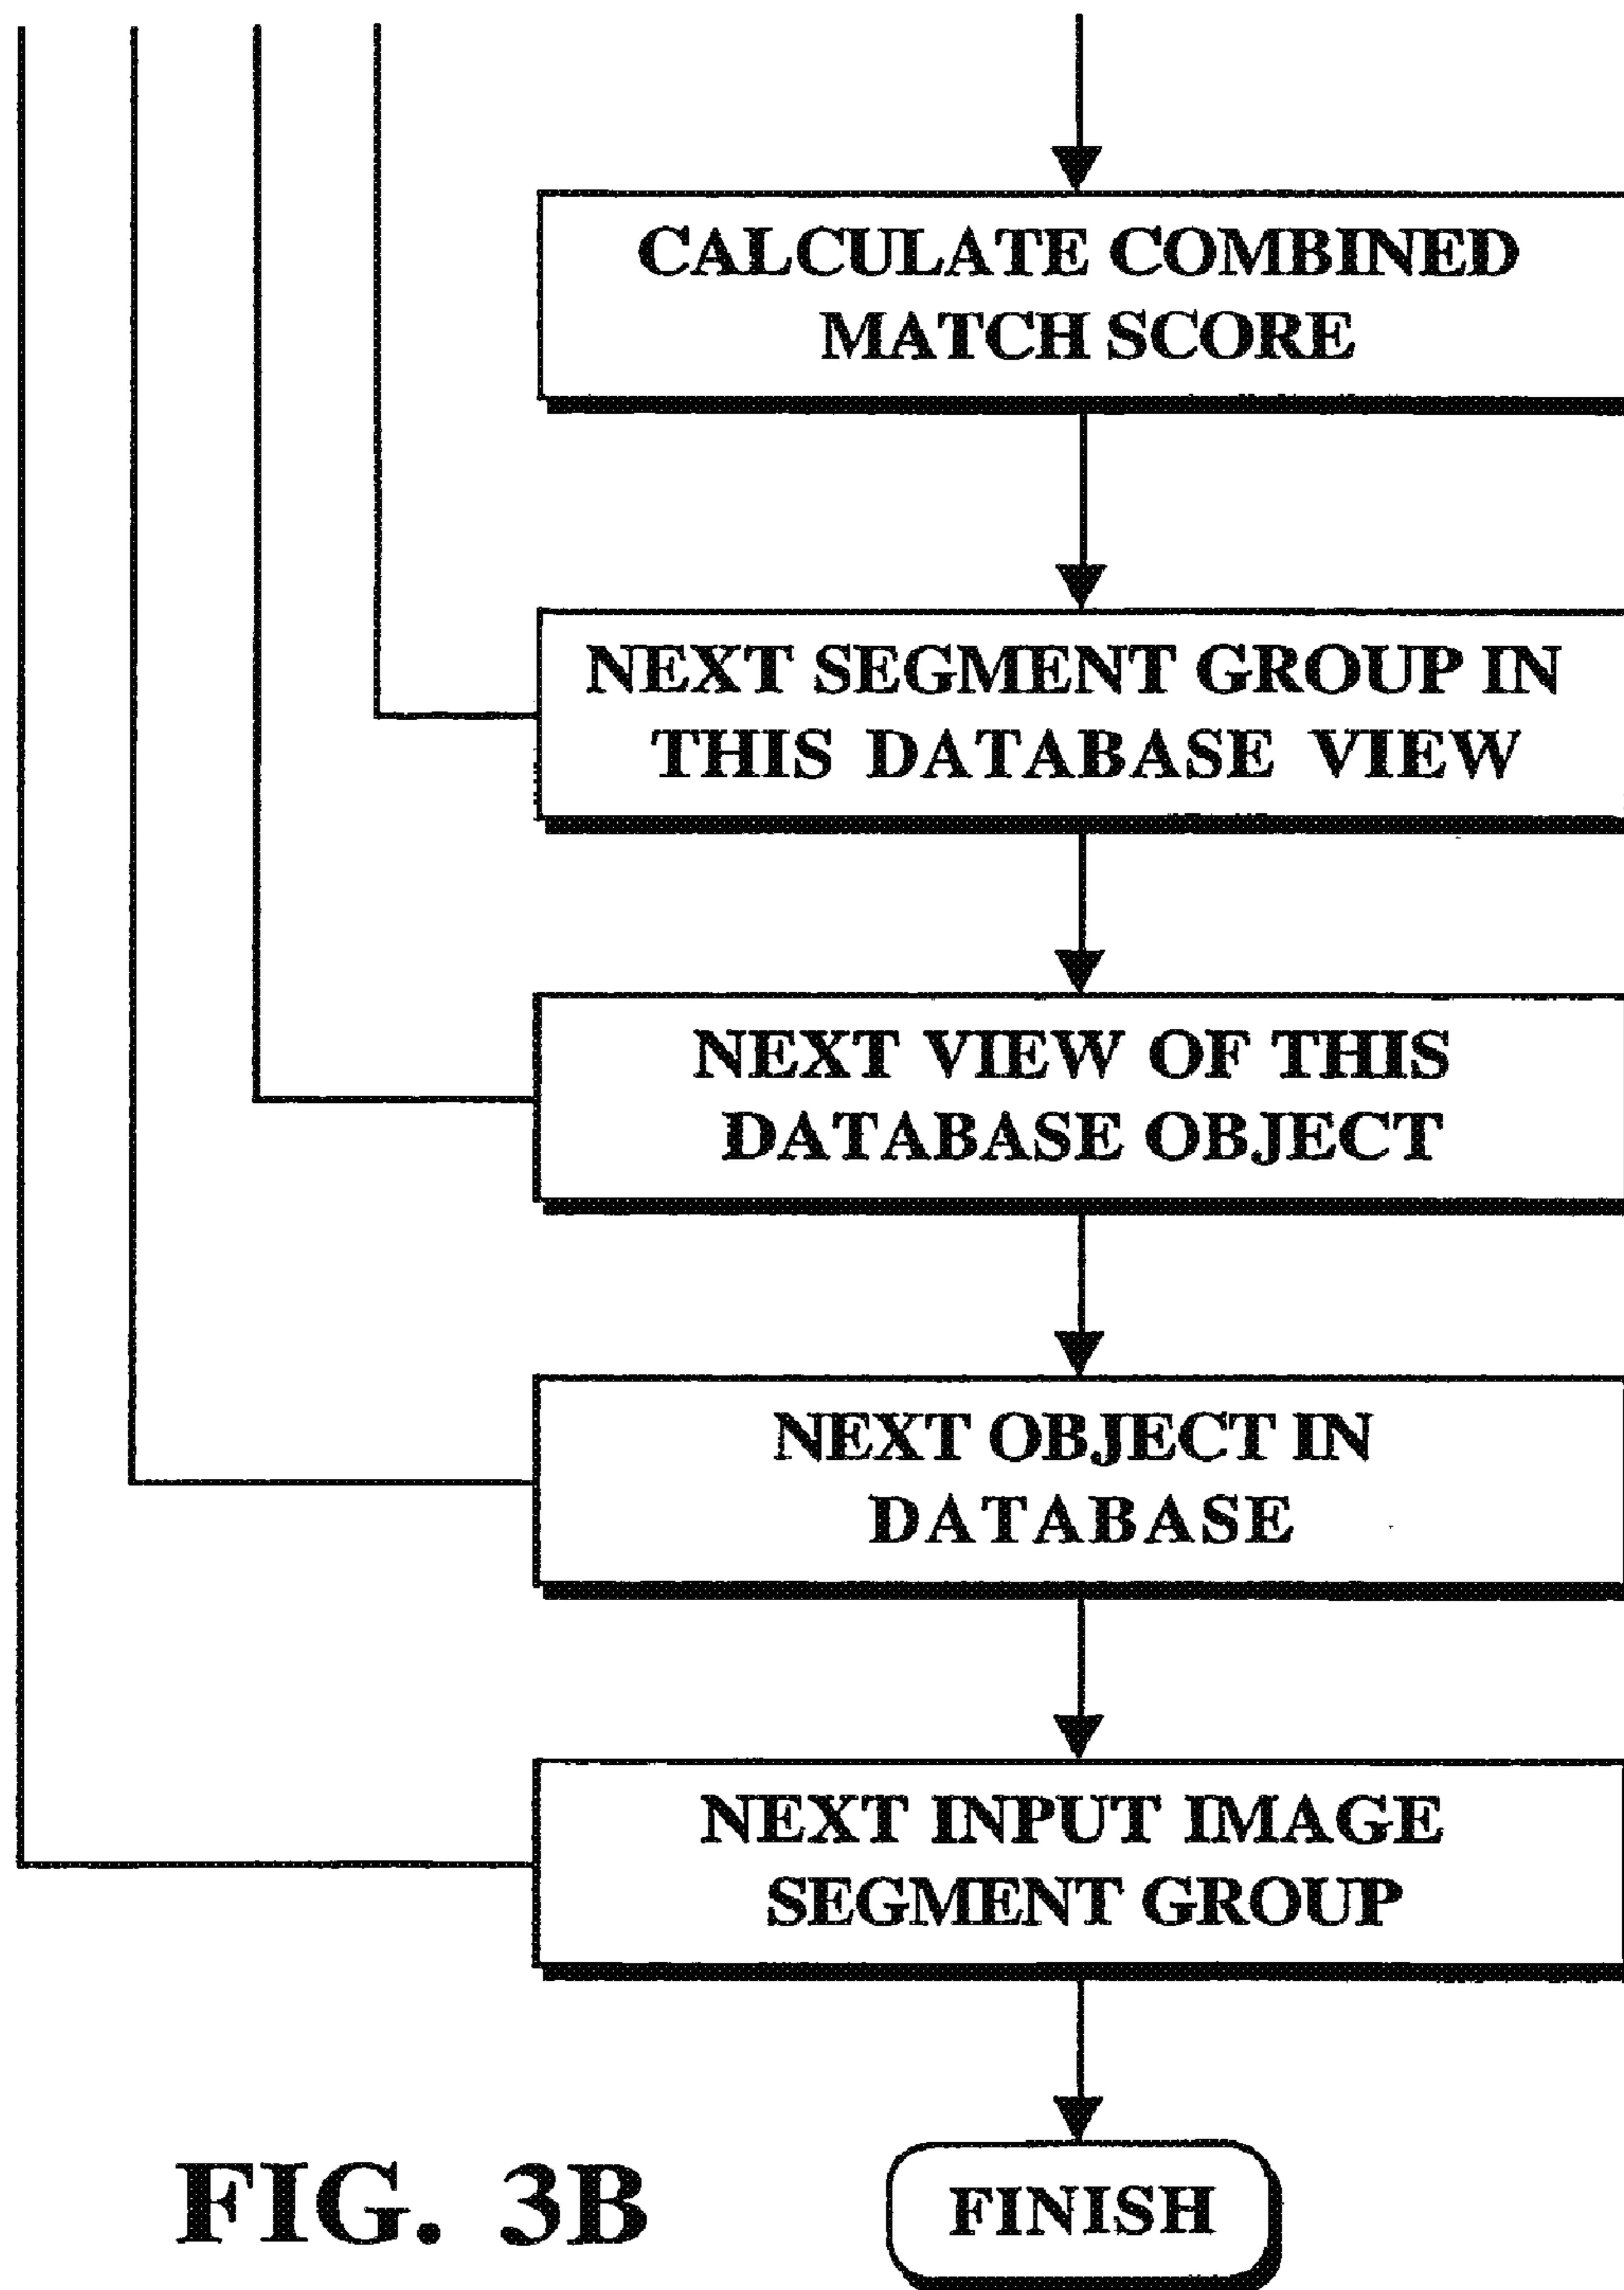 CALCULATE COMBINED
MATCH SCORE
NEXT SEGMENT GROUP IN
THIS DATABASE VIEW
NEXT VIEW OF THIS
DATABASE OBJECT
NEXT OBJECT IN
DATABASE
NEXT INPUT IMAGE
SEGMENT GROUP
FINISH
FIG. 3B